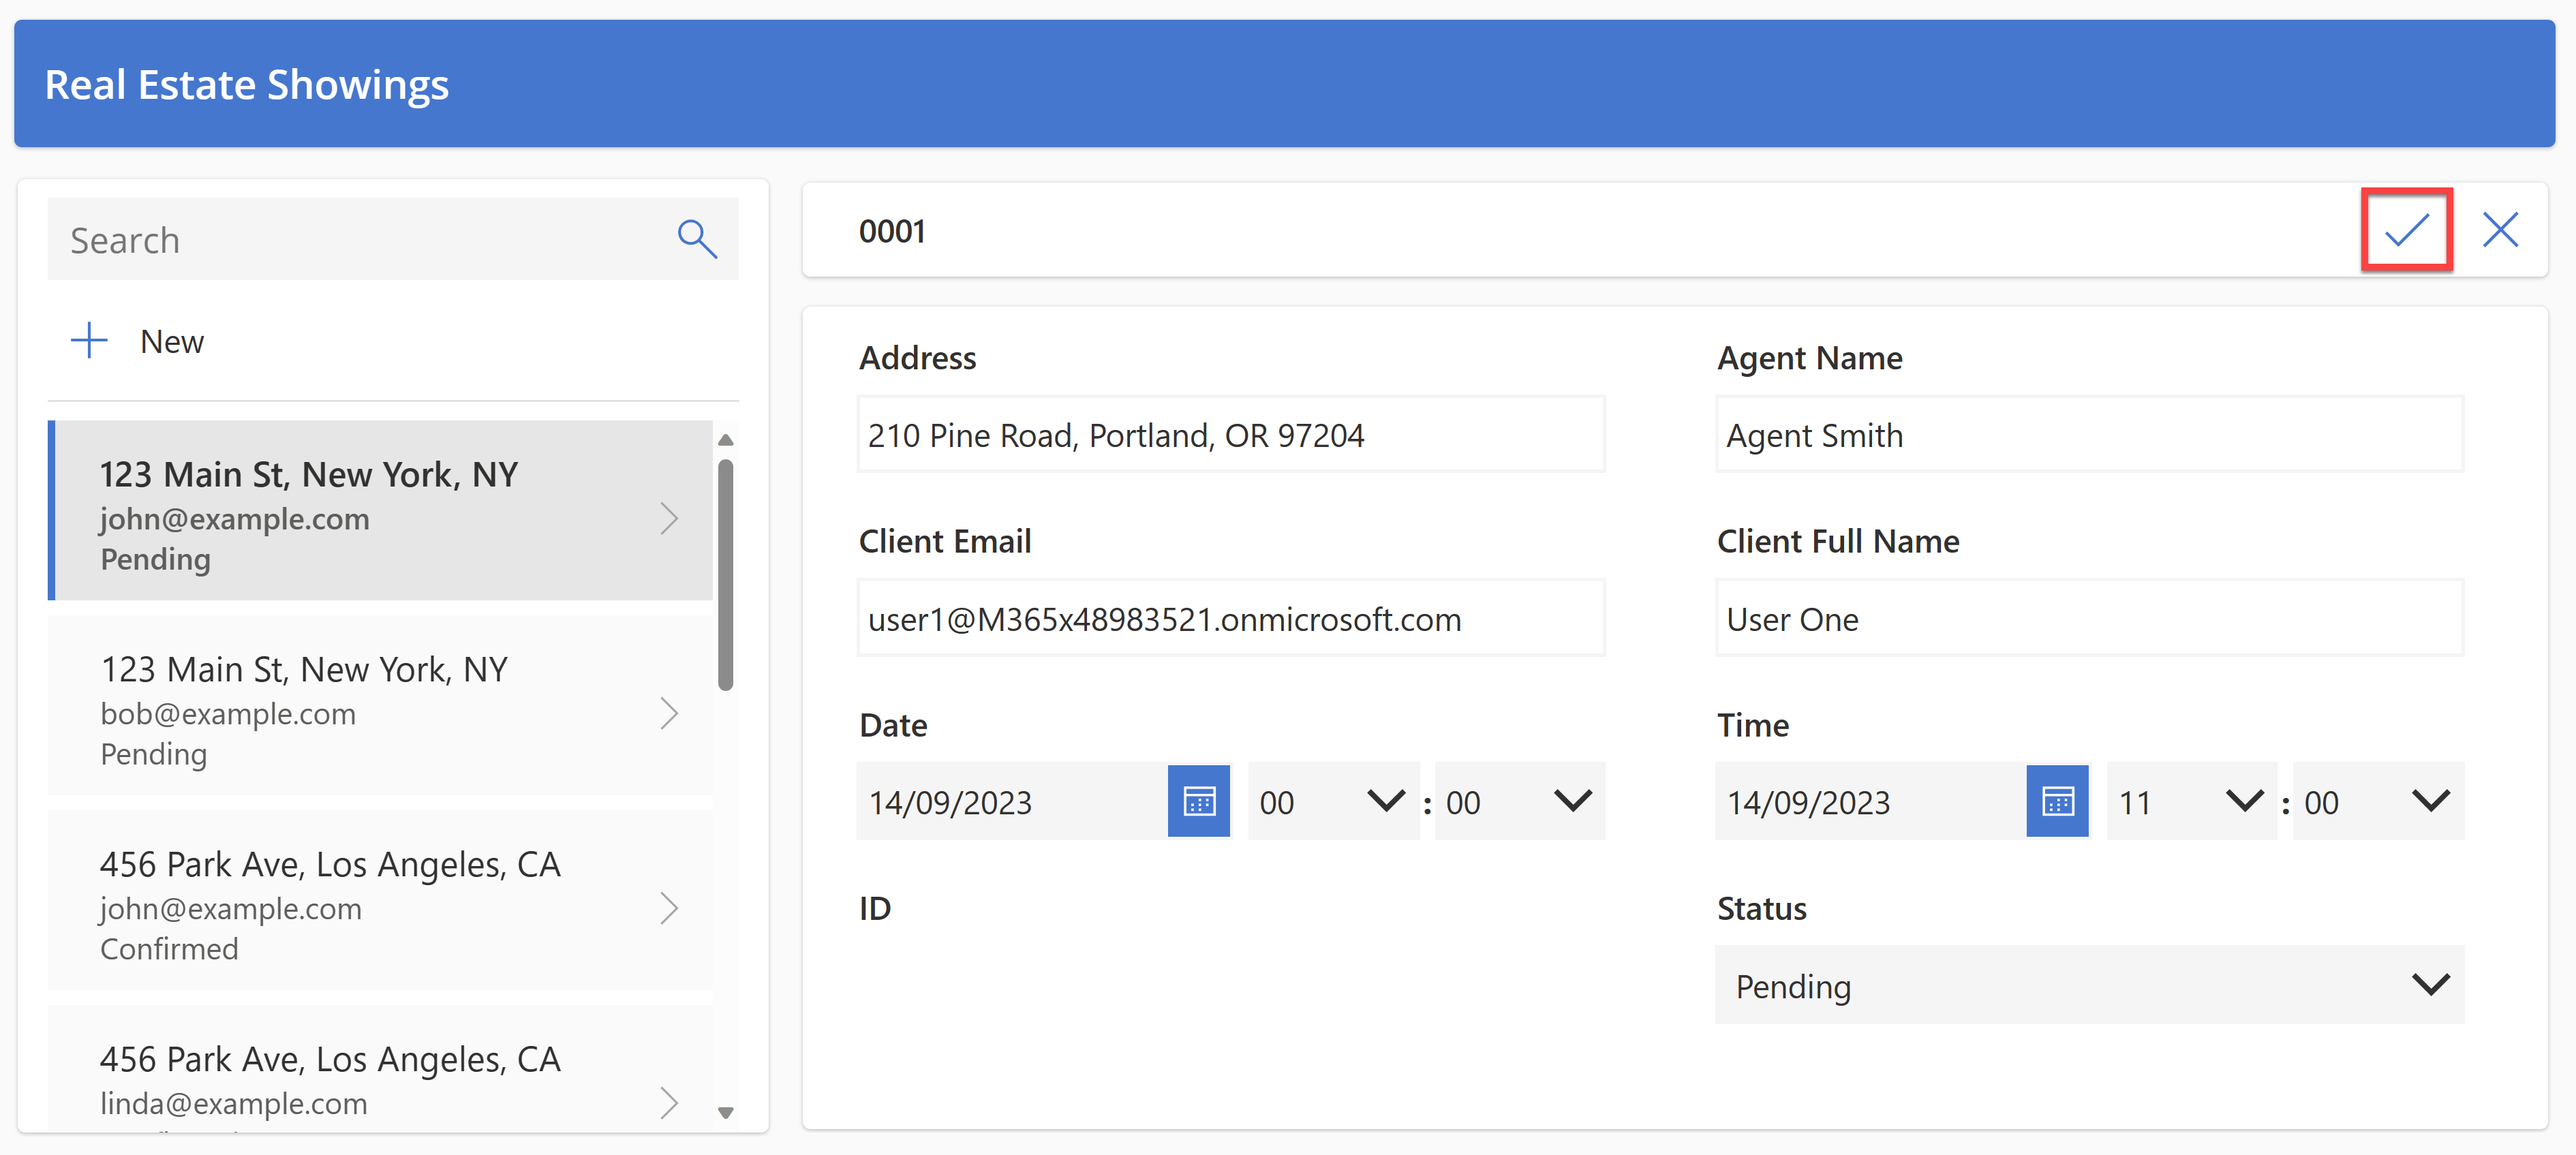 Real Estate Showings
Search
New
123 Main St, New York, NY
john@example.com
Pending
123 Main St, New York, NY
bob@example.com
Pending
456 Park Ave, Los Angeles, CA
john@example.com
Confirmed
456 Park Ave, Los Angeles, CA
linda@example.com
0001
Address
Agent Name
210 Pine Road, Portland, OR 97204
Agent Smith
Client Email
Client Full Name
user1@M365x48983521.onmicrosoft.com
User One
Date
Time
14/09/2023 00 : 00
14/09/2023 11 : 00
ID
Status
Pending